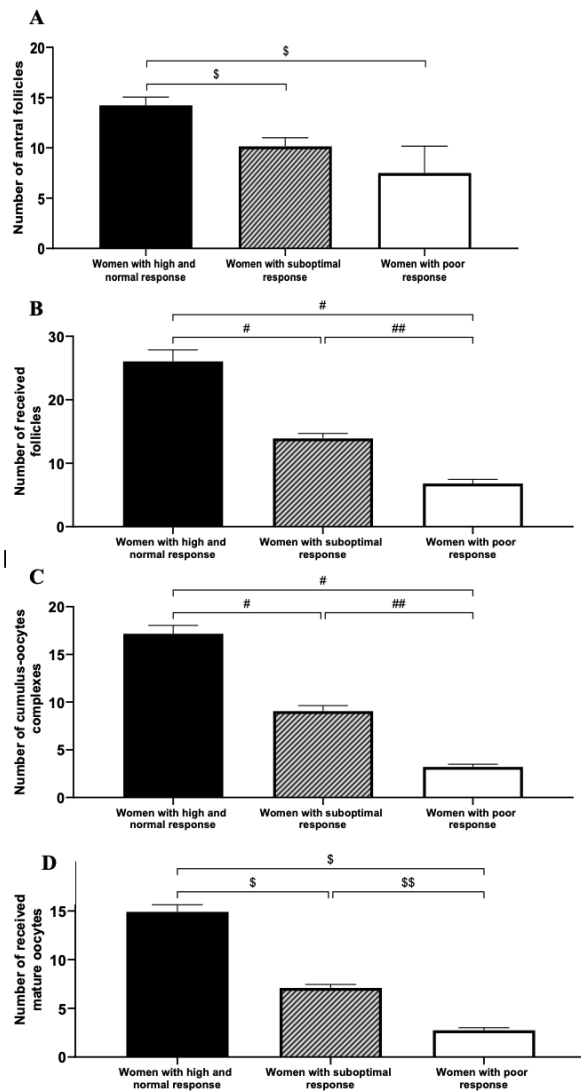 A
Number of antral follicles
20
15
10
5
0
$
$
Women with high and
normal response
Women with suboptimal
response
Women with poor
response
B
Number of received
follicles
30
20
10
0
#
#
##
Women with high and
normal response
Women with suboptimal
response
Women with poor
response
C
Number of cumulus-oocytes
complexes
20
15
10
5
0
#
#
##
Women with high and
normal response
Women with suboptimal
response
Women with poor
response
D
Number of received
mature oocytes
15
10
5
0
$
$
$$
Women with high and
normal response
Women with suboptimal
response
Women with poor
response